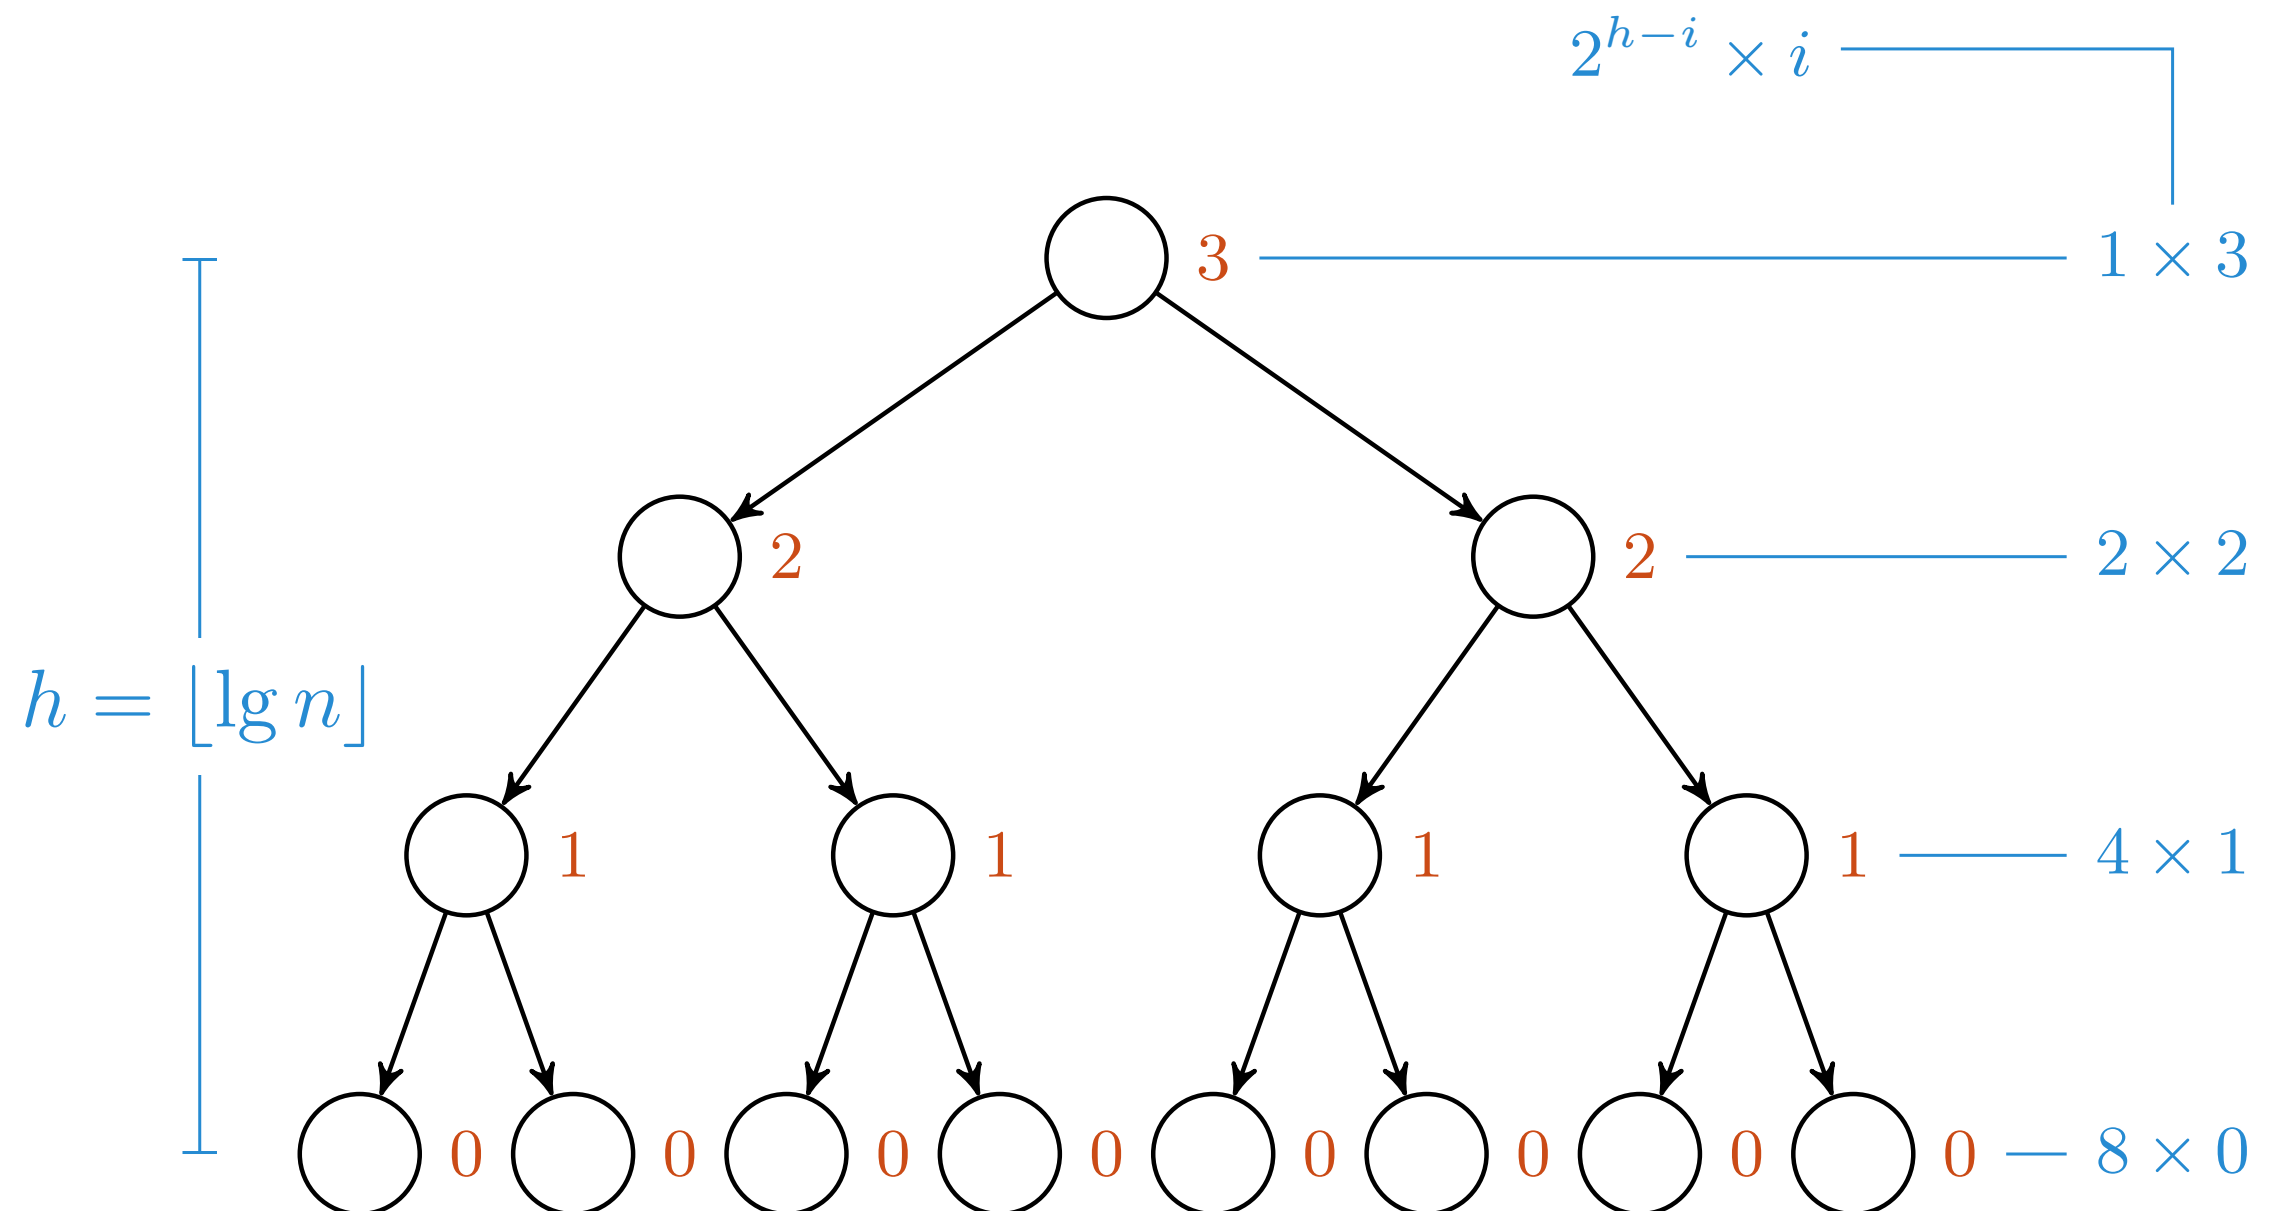 2^{h−i} × i
3 1 × 3
2 2 2 × 2
h = ⌊lg n⌋
1 1 1 1 4 × 1
0 0 0 0 0 0 0 0 8 × 0